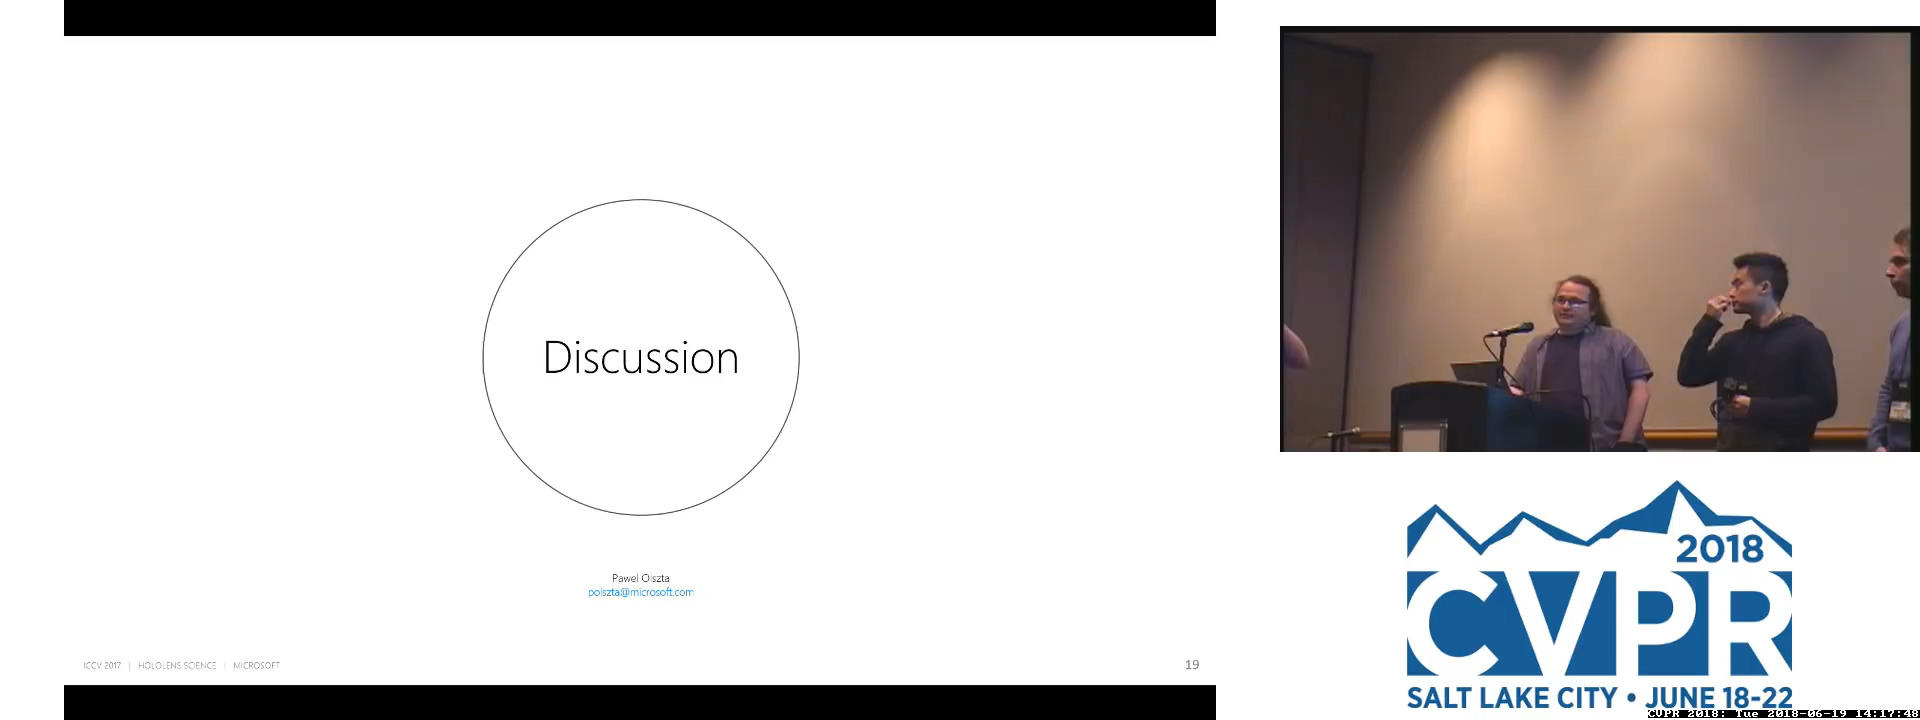 Discussion
Pawel Olszta
polszta@microsoft.com
ICCV 2017 | HOLOLENS SCIENCE | MICROSOFT
19
2018
CVPR
SALT LAKE CITY • JUNE 18-22
CVPR 2018: Tue 2018-06-19 14:17:48